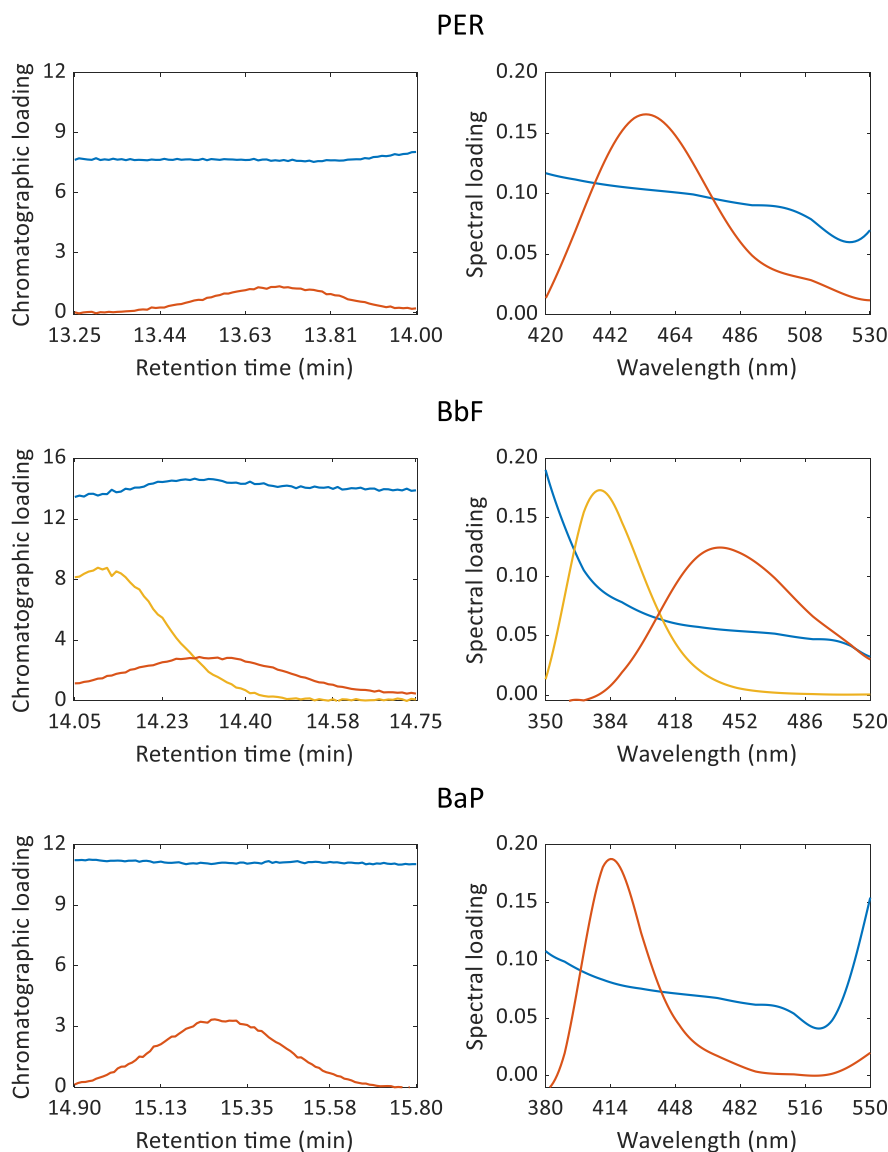 PER
Chromatographic loading
12
9
6
3
0
13.25 13.44 13.63 13.81 14.00
Retention time (min)
Spectral loading
0.20
0.15
0.10
0.05
0.00
420 442 464 486 508 530
Wavelength (nm)
BbF
Chromatographic loading
16
12
8
4
0
14.05 14.23 14.40 14.58 14.75
Retention time (min)
Spectral loading
0.20
0.15
0.10
0.05
0.00
350 384 418 452 486 520
Wavelength (nm)
BaP
Chromatographic loading
12
9
6
3
0
14.90 15.13 15.35 15.58 15.80
Retention time (min)
Spectral loading
0.20
0.15
0.10
0.05
0.00
380 414 448 482 516 550
Wavelength (nm)